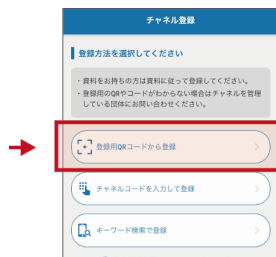 チャネル登録
登録方法を選択してください
・資料をお持ちの方は資料に従って登録してください。
・登録用のQRやコードがわからない場合はチャネルを管理
している団体にお問い合わせください。
登録用QRコードから登録
チャネルコードを入力して登録
キーワード検索で登録